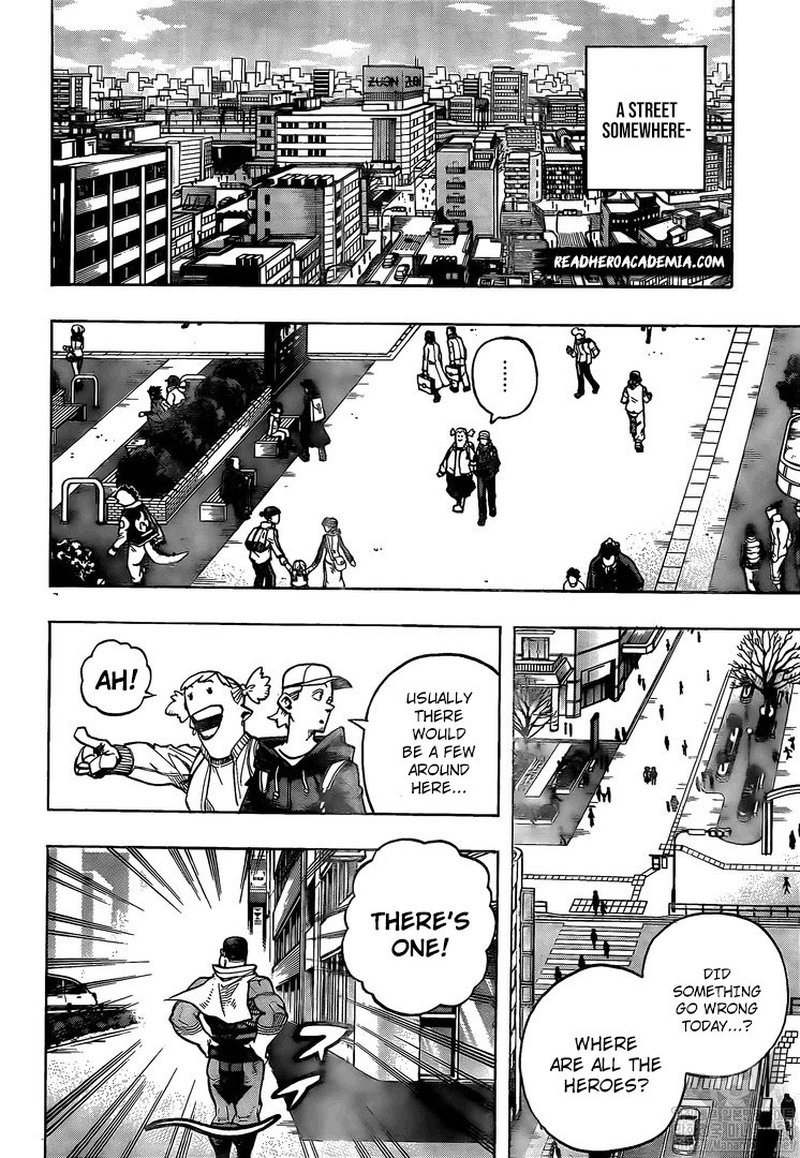 A STREET
SOMEWHERE-
READHEROACADEMIA.COM
......
DID
SOMETHING
GO WRONG
TODAY...?
WHERE
ARE ALL THE
HEROES?
USUALLY
THERE
WOULD
BE A FEW
AROUND
HERE...
AH!
THERE'S
ONE!